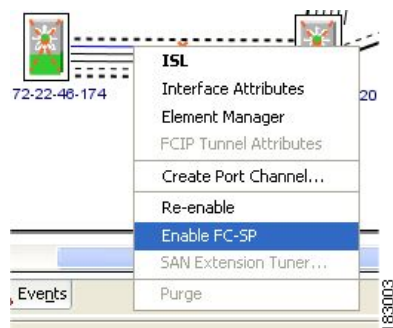 72-22-46-174
20
ISL
Interface Attributes
Element Manager
FCIP Tunnel Attributes
Create Port Channel...
Re-enable
Enable FC-SP
SAN Extension Tuner...
Purge
Events
183003